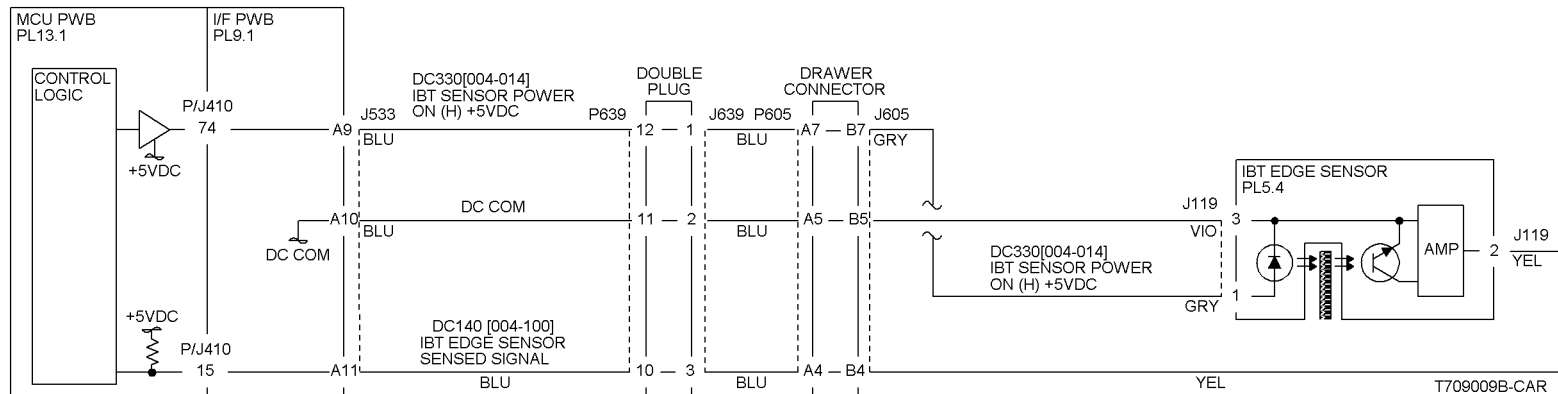 MCU PWB
PL13.1
I/F PWB
PL9.1
CONTROL
LOGIC
P/J410
74
+5VDC
A9
J533
BLU
DC330[004-014]
IBT SENSOR POWER
ON (H) +5VDC
P639
DOUBLE
PLUG
12
1
J639
BLU
P605
DRAWER
CONNECTOR
A7
B7
J605
GRY
DC COM
A10
BLU
DC COM
11
2
BLU
A5
B5
J119
VIO
3
IBT EDGE SENSOR
PL5.4
AMP
2
J119
YEL
DC330[004-014]
IBT SENSOR POWER
ON (H) +5VDC
GRY
1
+5VDC
P/J410
15
A11
DC140 [004-100]
IBT EDGE SENSOR
SENSED SIGNAL
BLU
10
3
BLU
A4
B4
YEL
T709009B-CAR